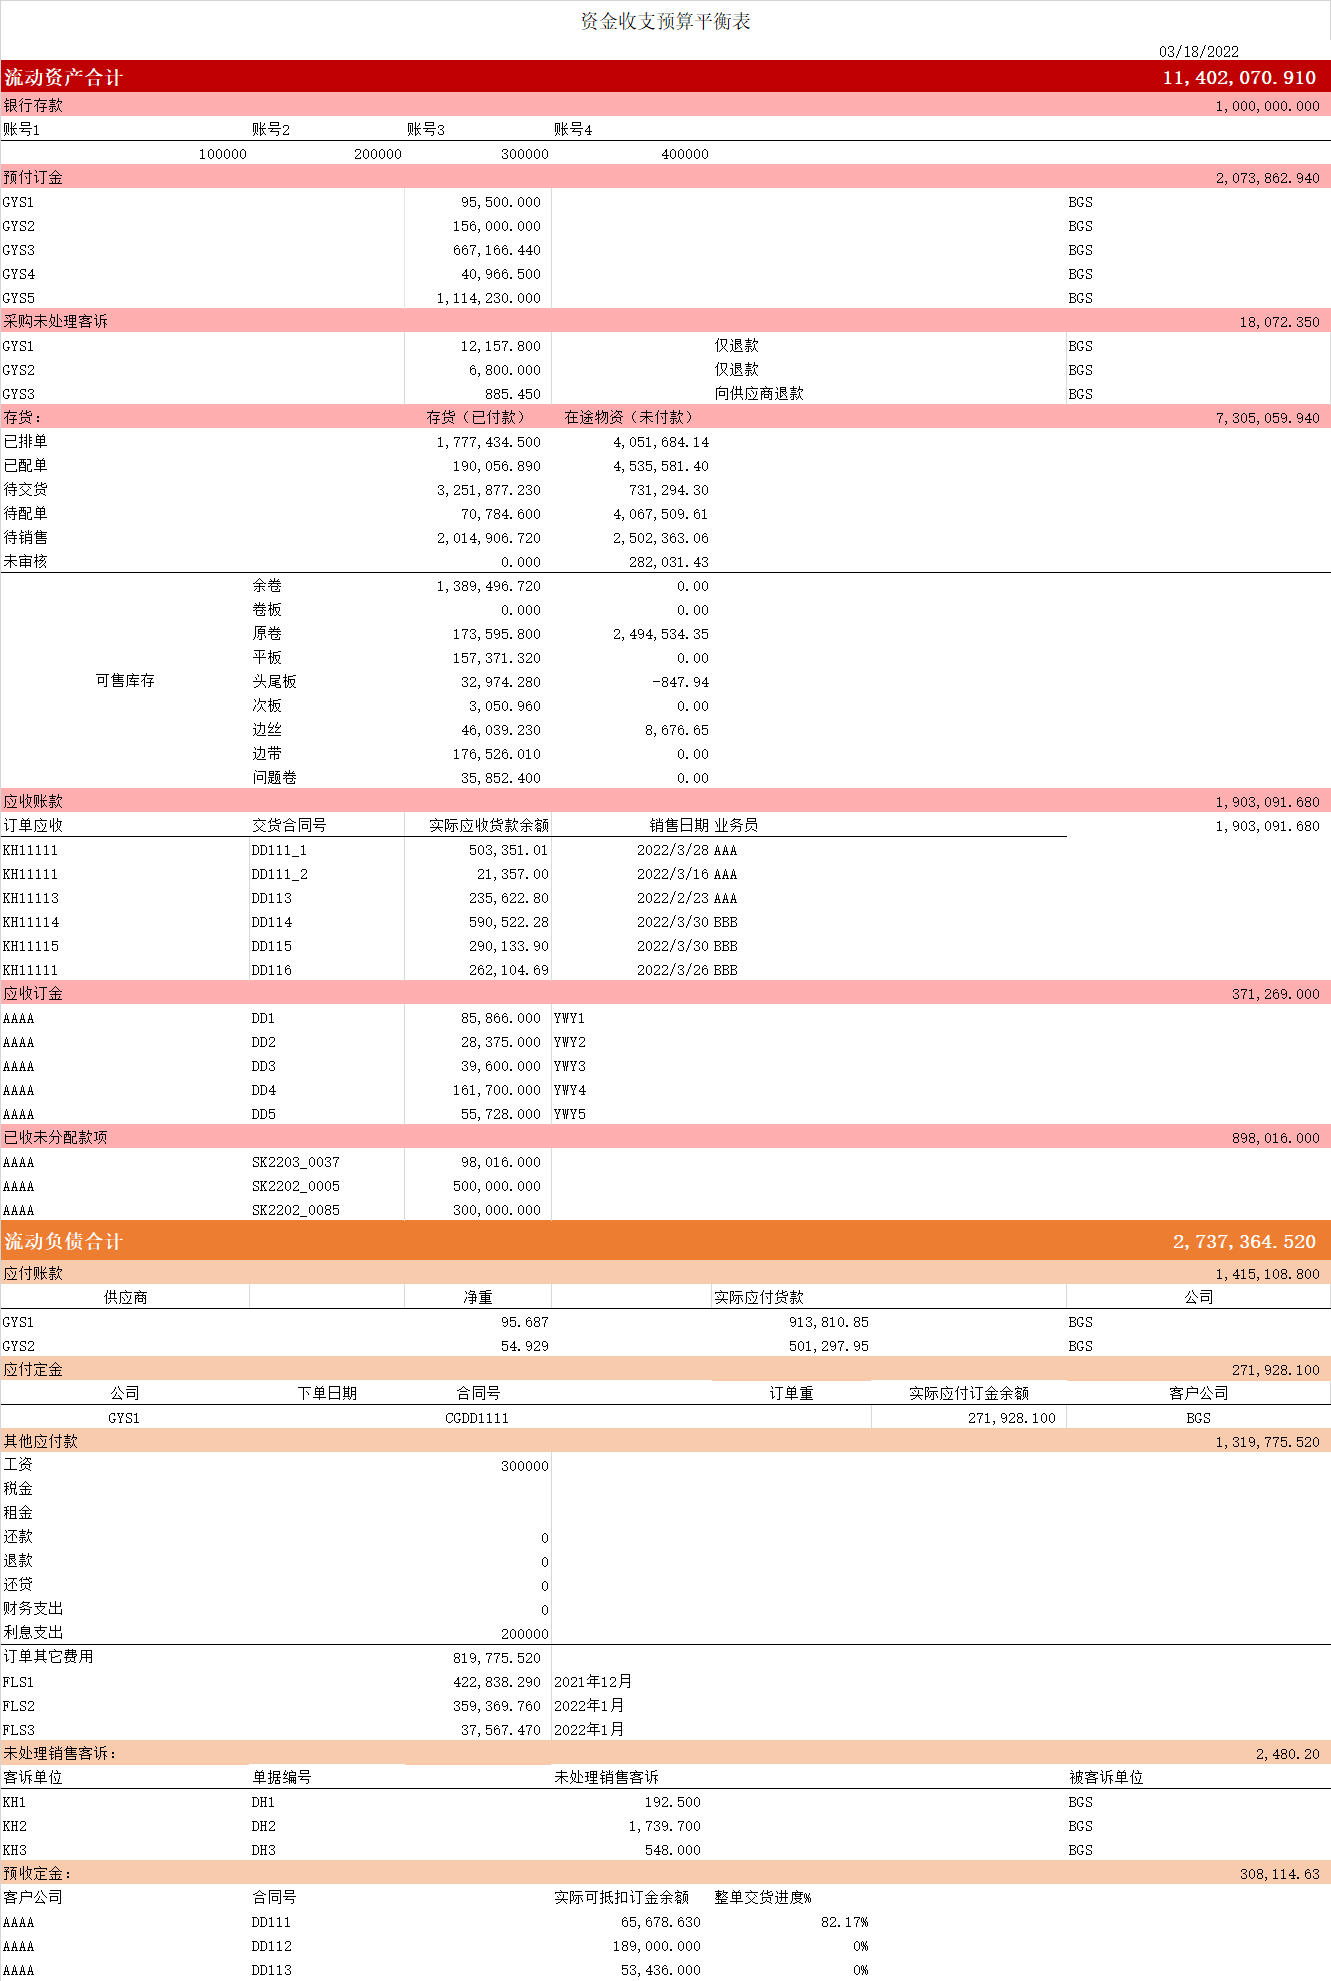 资金收支预算平衡表
03/18/2022
流动资产合计 11,402,070.910
银行存款 1,000,000.000
账号1 账号2 账号3 账号4
100000 200000 300000 400000
预付订金 2,073,862.940
GYS1 95,500.000 BGS
GYS2 156,000.000 BGS
GYS3 667,166.440 BGS
GYS4 40,966.500 BGS
GYS5 1,114,230.000 BGS
采购未处理客诉 18,072.350
GYS1 12,157.800 仅退款 BGS
GYS2 6,800.000 仅退款 BGS
GYS3 885.450 向供应商退款 BGS
存货： 存货（已付款） 在途物资（未付款） 7,305,059.940
已排单 1,777,434.500 4,051,684.14
已配单 190,056.890 4,535,581.40
待交货 3,251,877.230 731,294.30
待配单 70,784.600 4,067,509.61
待销售 2,014,906.720 2,502,363.06
未审核 0.000 282,031.43
余卷 1,389,496.720 0.00
卷板 0.000 0.00
原卷 173,595.800 2,494,534.35
平板 157,371.320 0.00
可售库存 头尾板 32,974.280 -847.94
次板 3,050.960 0.00
边丝 46,039.230 8,676.65
边带 176,526.010 0.00
问题卷 35,852.400 0.00
应收账款 1,903,091.680
订单应收 交货合同号 实际应收货款余额 销售日期 业务员 1,903,091.680
KH11111 DD111_1 503,351.01 2022/3/28 AAA
KH11111 DD111_2 21,357.00 2022/3/16 AAA
KH11113 DD113 235,622.80 2022/2/23 AAA
KH11114 DD114 590,522.28 2022/3/30 BBB
KH11115 DD115 290,133.90 2022/3/30 BBB
KH11111 DD116 262,104.69 2022/3/26 BBB
应收订金 371,269.000
AAAA DD1 85,866.000 YWY1
AAAA DD2 28,375.000 YWY2
AAAA DD3 39,600.000 YWY3
AAAA DD4 161,700.000 YWY4
AAAA DD5 55,728.000 YWY5
已收未分配款项 898,016.000
AAAA SK2203_0037 98,016.000
AAAA SK2202_0005 500,000.000
AAAA SK2202_0085 300,000.000
流动负债合计 2,737,364.520
应付账款 1,415,108.800
供应商 净重 实际应付货款 公司
GYS1 95.687 913,810.85 BGS
GYS2 54.929 501,297.95 BGS
应付定金 271,928.100
公司 下单日期 合同号 订单重 实际应付订金余额 客户公司
GYS1 CGDD1111 271,928.100 BGS
其他应付款 1,319,775.520
工资 300000
税金
租金
还款 0
退款 0
还贷 0
财务支出 0
利息支出 200000
订单其它费用 819,775.520
FLS1 422,838.290 2021年12月
FLS2 359,369.760 2022年1月
FLS3 37,567.470 2022年1月
未处理销售客诉： 2,480.20
客诉单位 单据编号 未处理销售客诉 被客诉单位
KH1 DH1 192.500 BGS
KH2 DH2 1,739.700 BGS
KH3 DH3 548.000 BGS
预收定金： 308,114.63
客户公司 合同号 实际可抵扣订金余额 整单交货进度%
AAAA DD111 65,678.630 82.17%
AAAA DD112 189,000.000 0%
AAAA DD113 53,436.000 0%